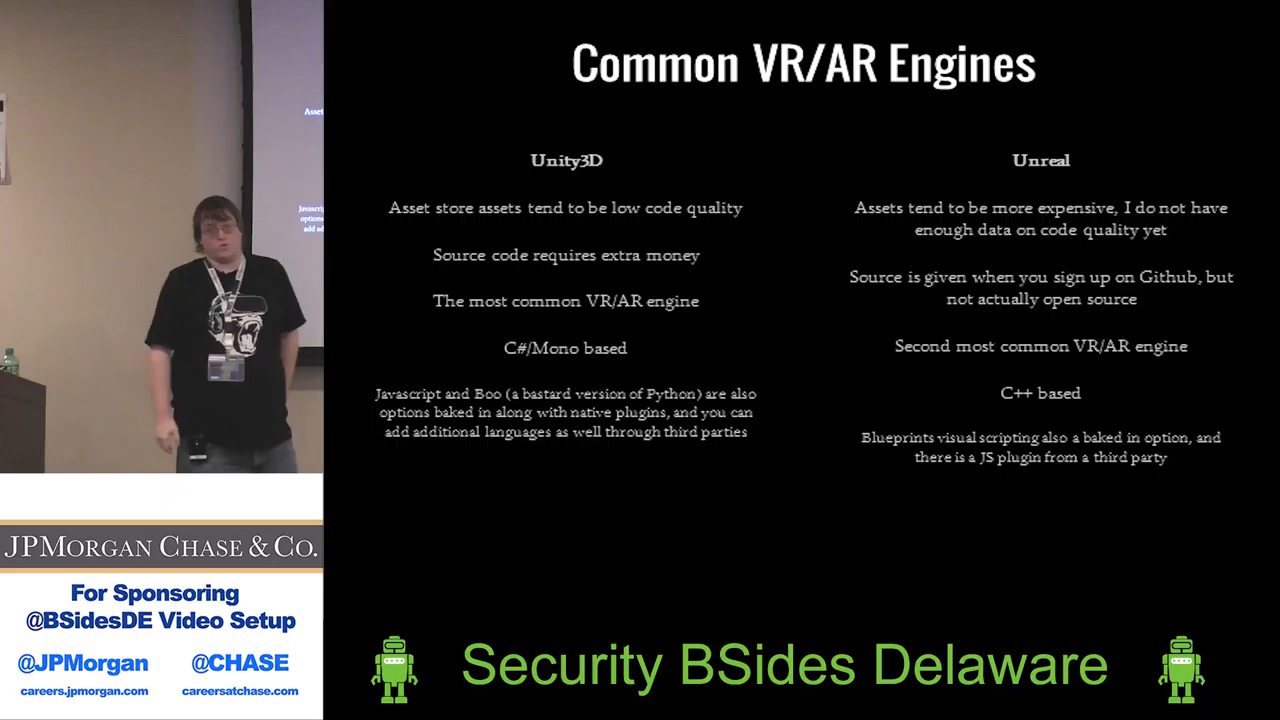 Common VR/AR Engines
Unity3D
Asset store assets tend to be low code quality
Source code requires extra money
The most common VR/AR engine
C#/Mono based
Javascript and Boo (a bastard version of Python) are also
options baked in along with native plugins, and you can
add additional languages as well through third parties
Unreal
Assets tend to be more expensive, I do not have
enough data on code quality yet
Source is given when you sign up on Github, but
not actually open source
Second most common VR/AR engine
C++ based
Blueprints visual scripting also a baked in option, and
there is a JS plugin from a third party
Asset
Javascrip
options
add ad
JPMORGAN CHASE & CO.
For Sponsoring
@BSidesDE Video Setup
@JPMorgan @CHASE
careers.jpmorgan.com careersatchase.com
Security BSides Delaware